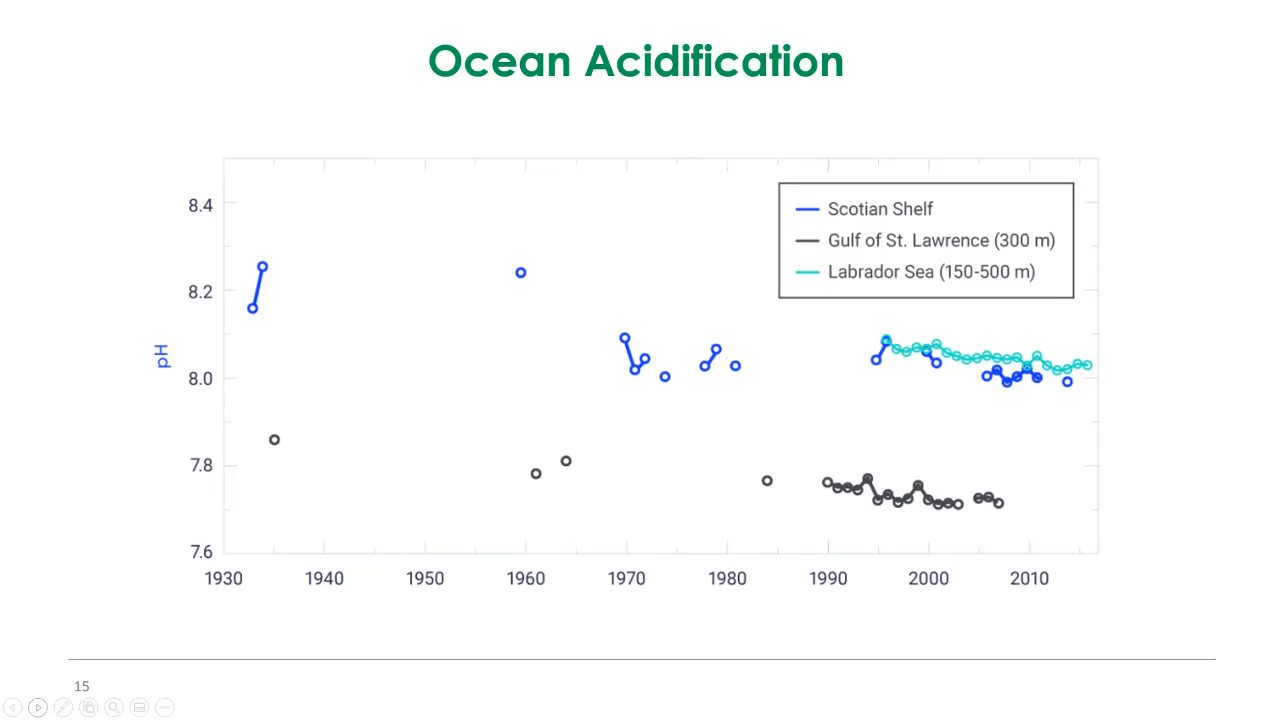 Ocean Acidification
Scotian Shelf
Gulf of St. Lawrence (300 m)
Labrador Sea (150-500 m)
pH
8.4
8.2
8.0
7.8
7.6
1930 1940 1950 1960 1970 1980 1990 2000 2010
15